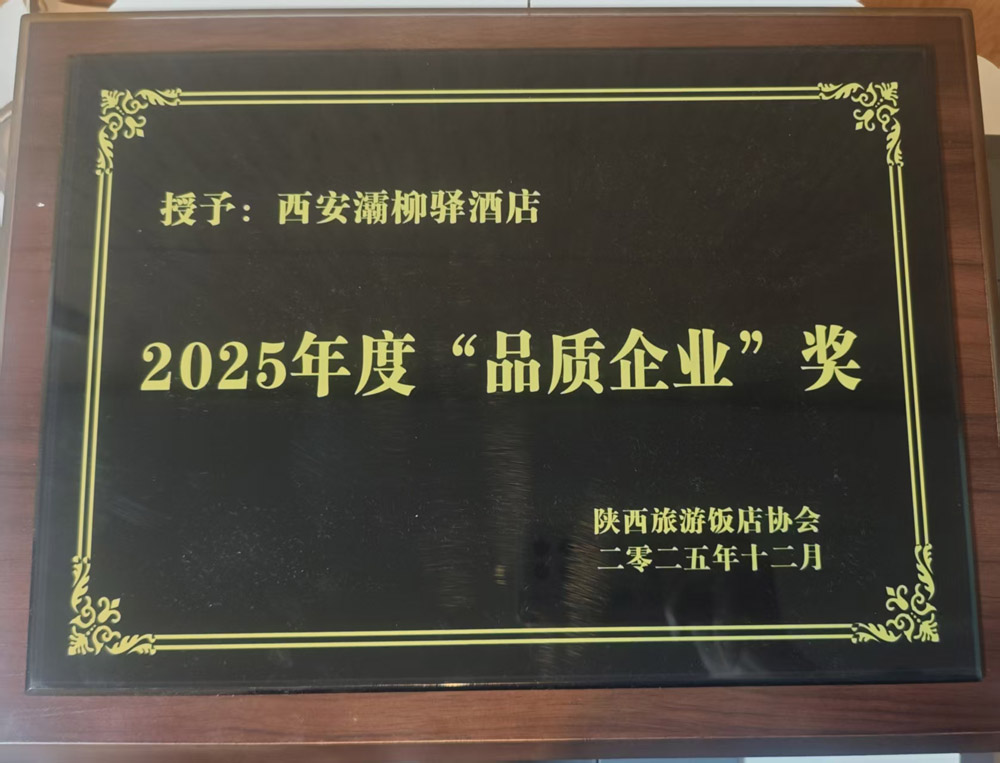 授予：西安灞柳驿酒店
2025年度“品质企业”奖
陕西旅游饭店协会
二零二五年十二月